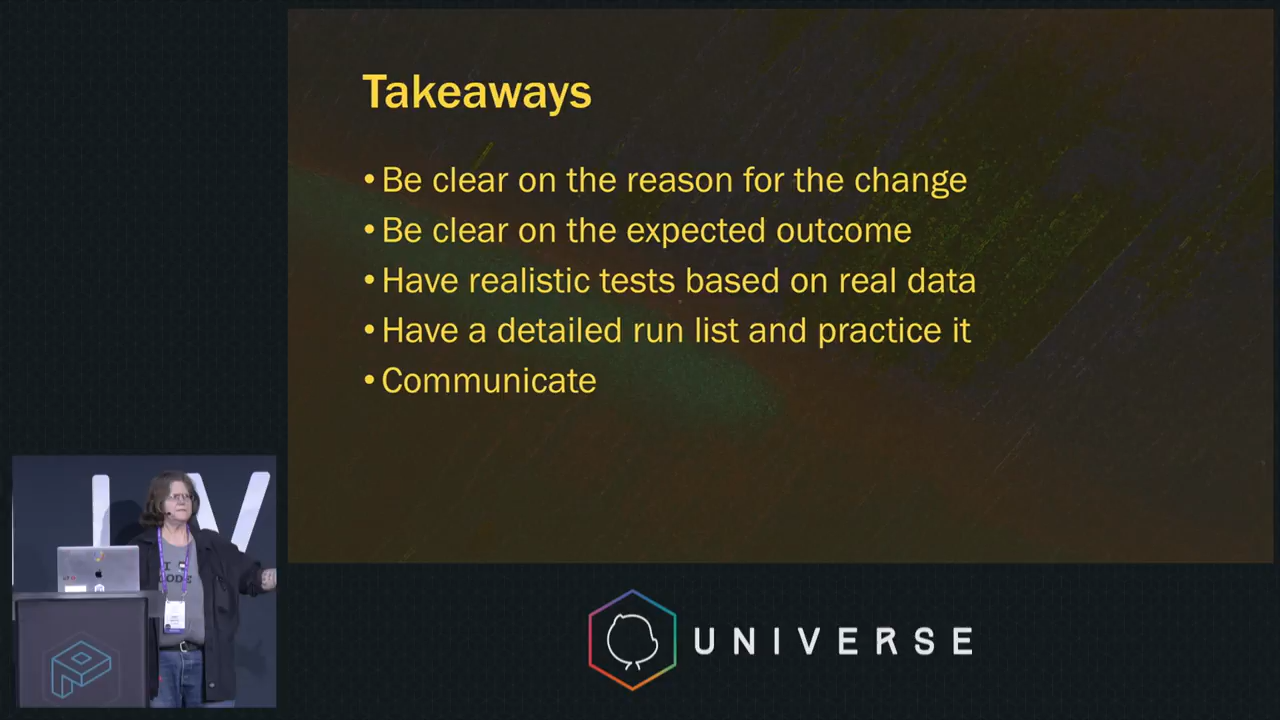 Takeaways
• Be clear on the reason for the change
• Be clear on the expected outcome
• Have realistic tests based on real data
• Have a detailed run list and practice it
• Communicate
I V
I
CODE
UNIVERSE